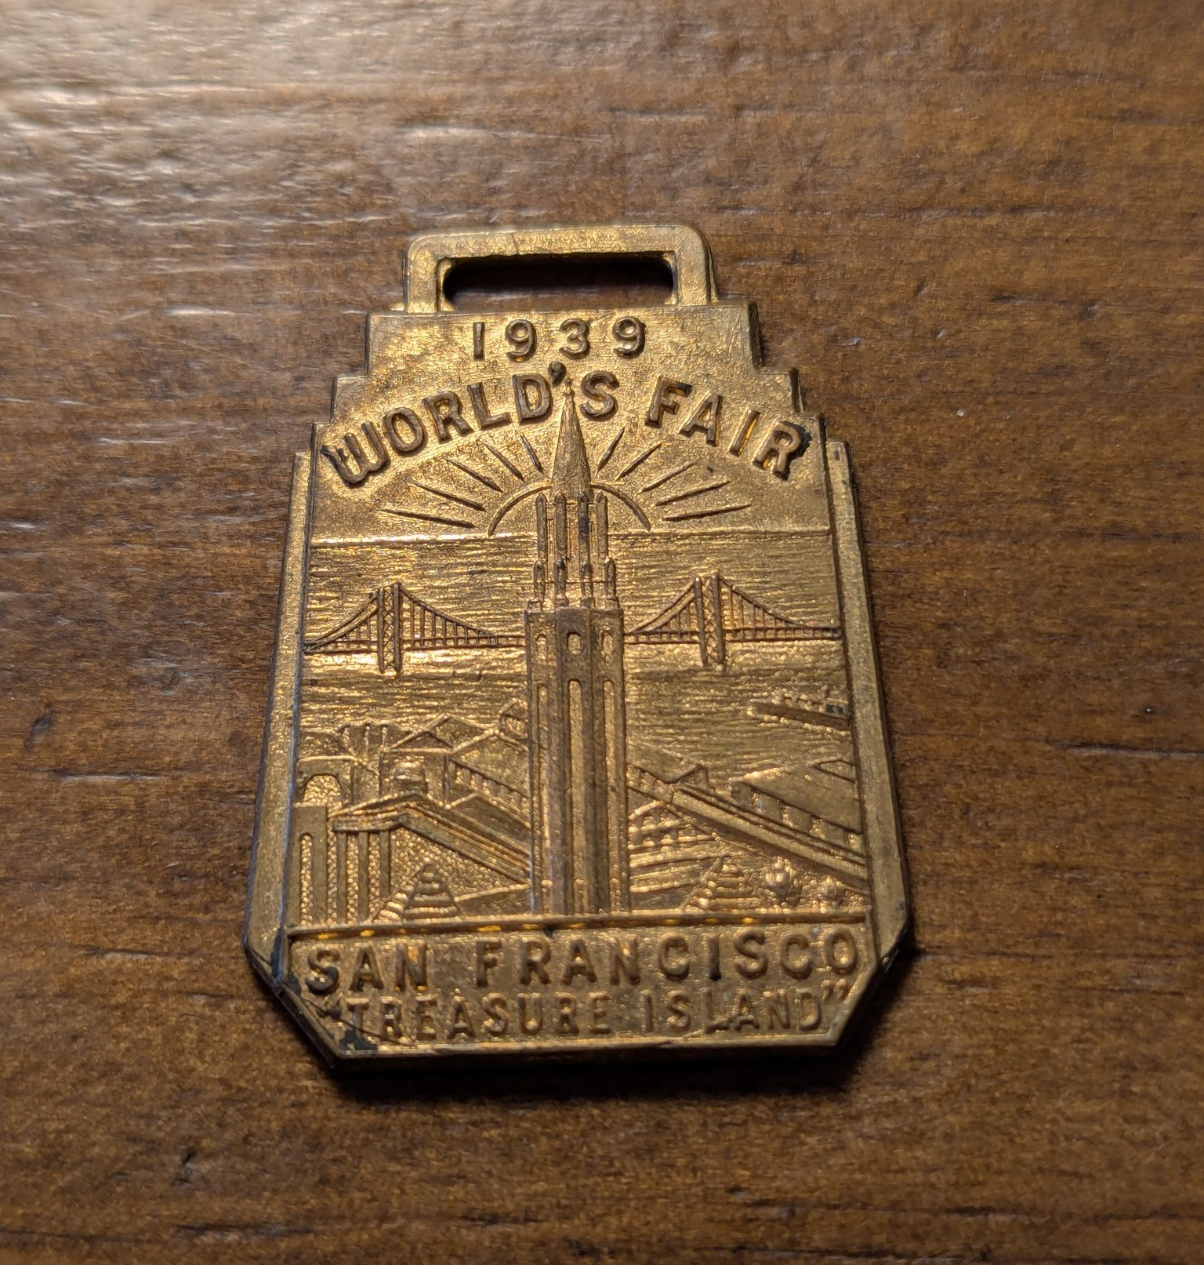 1939
WORLD'S FAIR
SAN FRANCISCO
"TREASURE ISLAND"